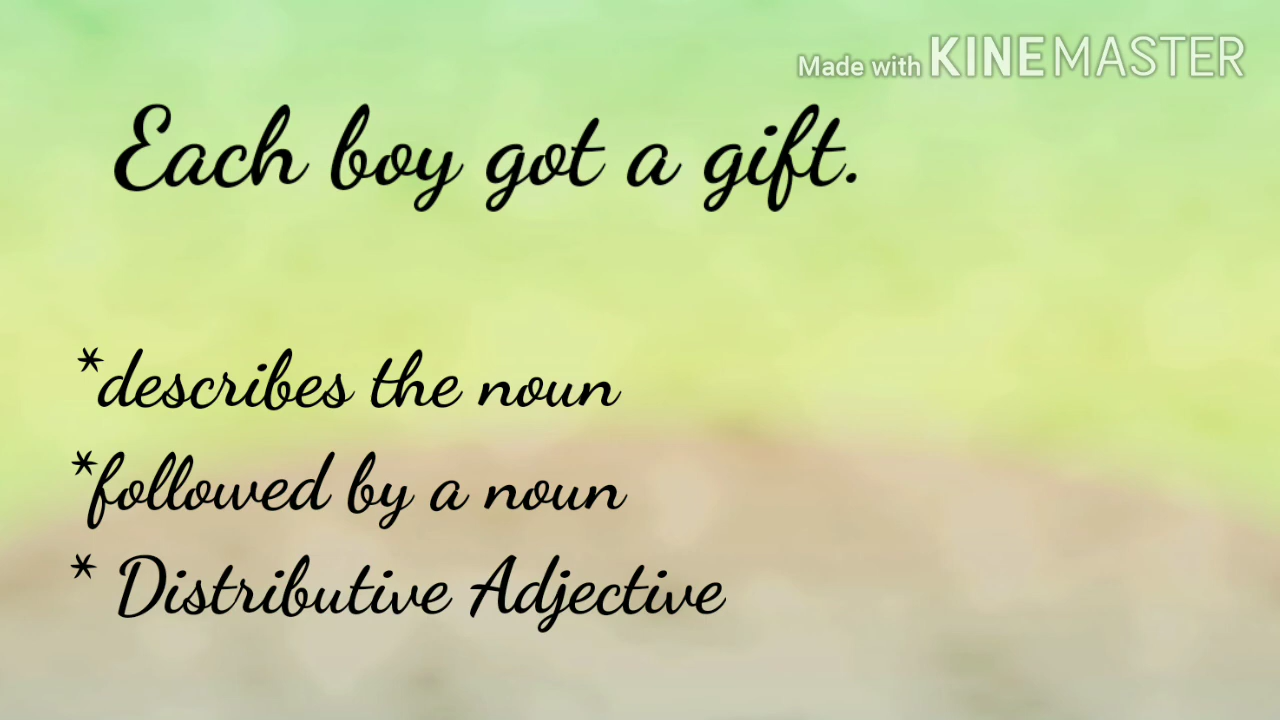 Made with KINEMASTER
Each boy got a gift.
*describes the noun
*followed by a noun
* Distributive Adjective